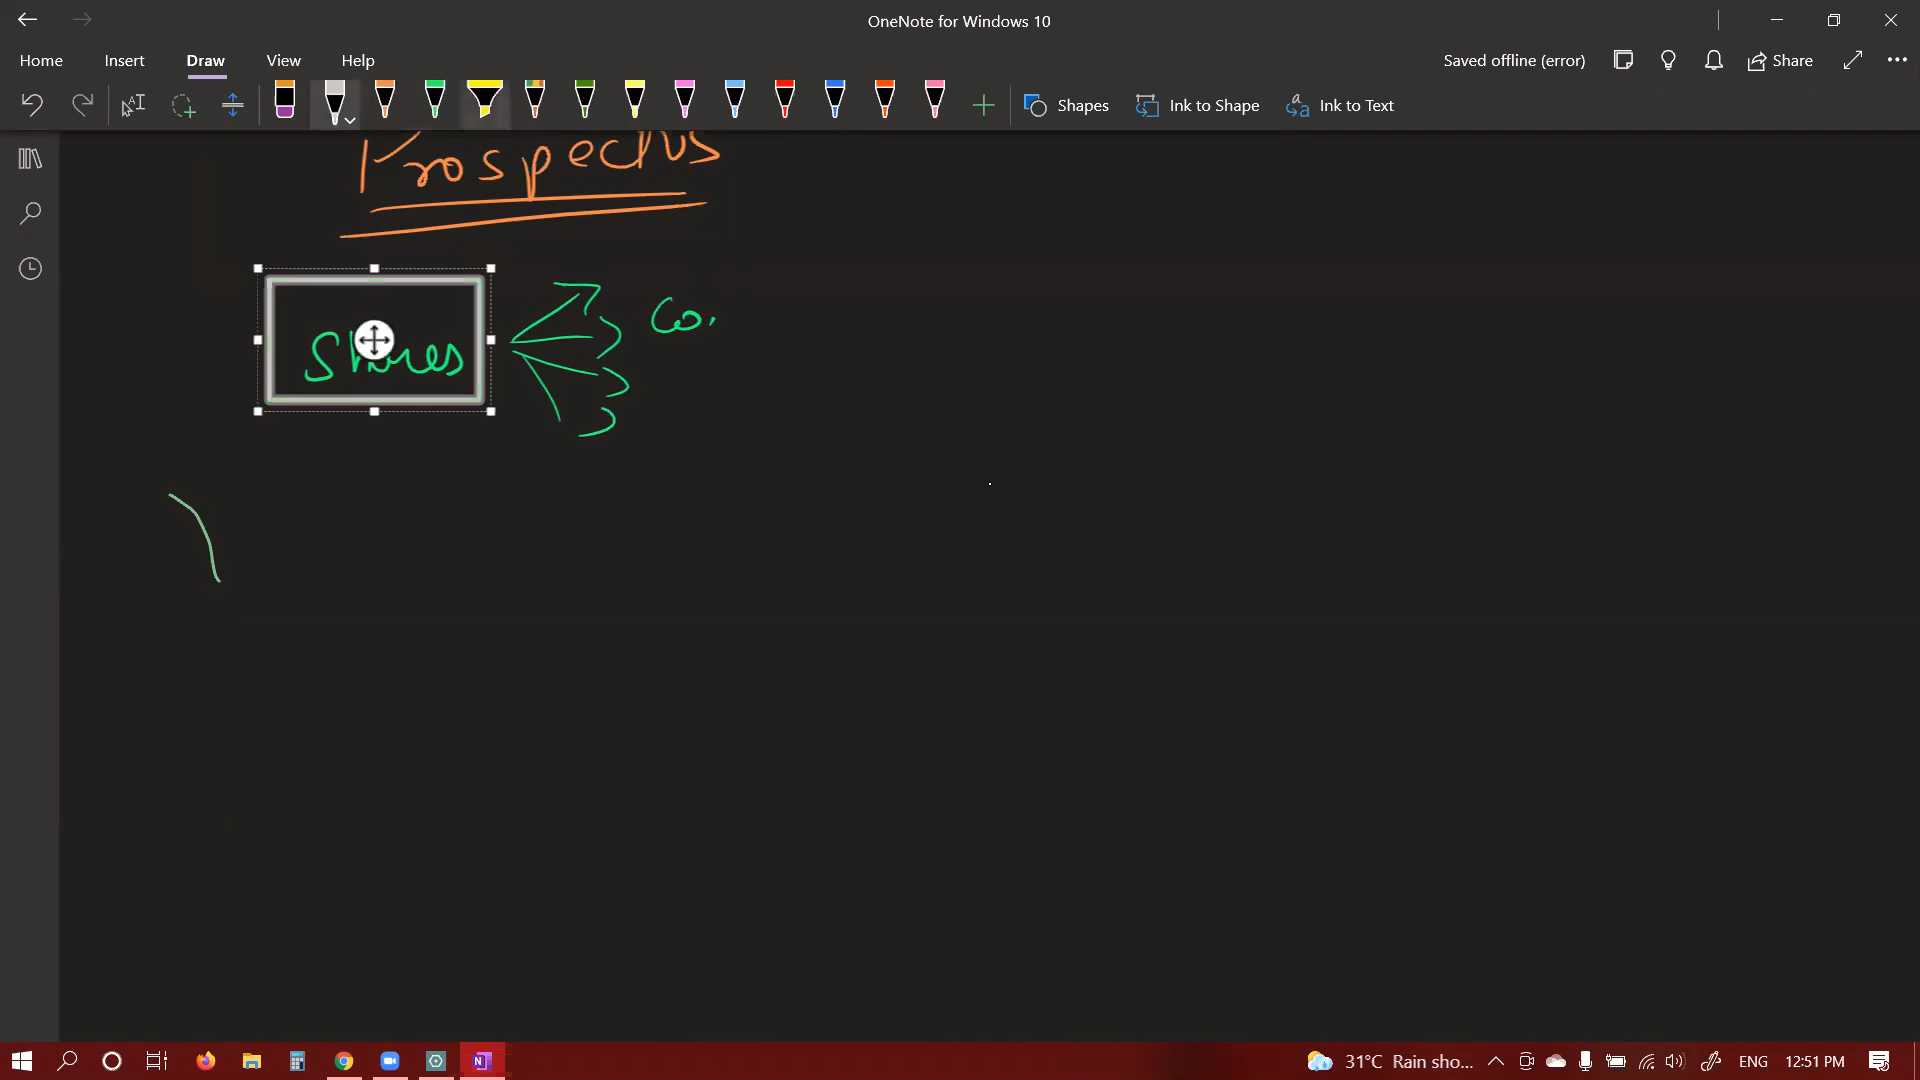 OneNote for Windows 10
Home Insert Draw View Help Saved offline (error) Share
Shapes Ink to Shape Ink to Text
Prospectus
Shares Co.
31°C Rain sho... ENG 12:51 PM